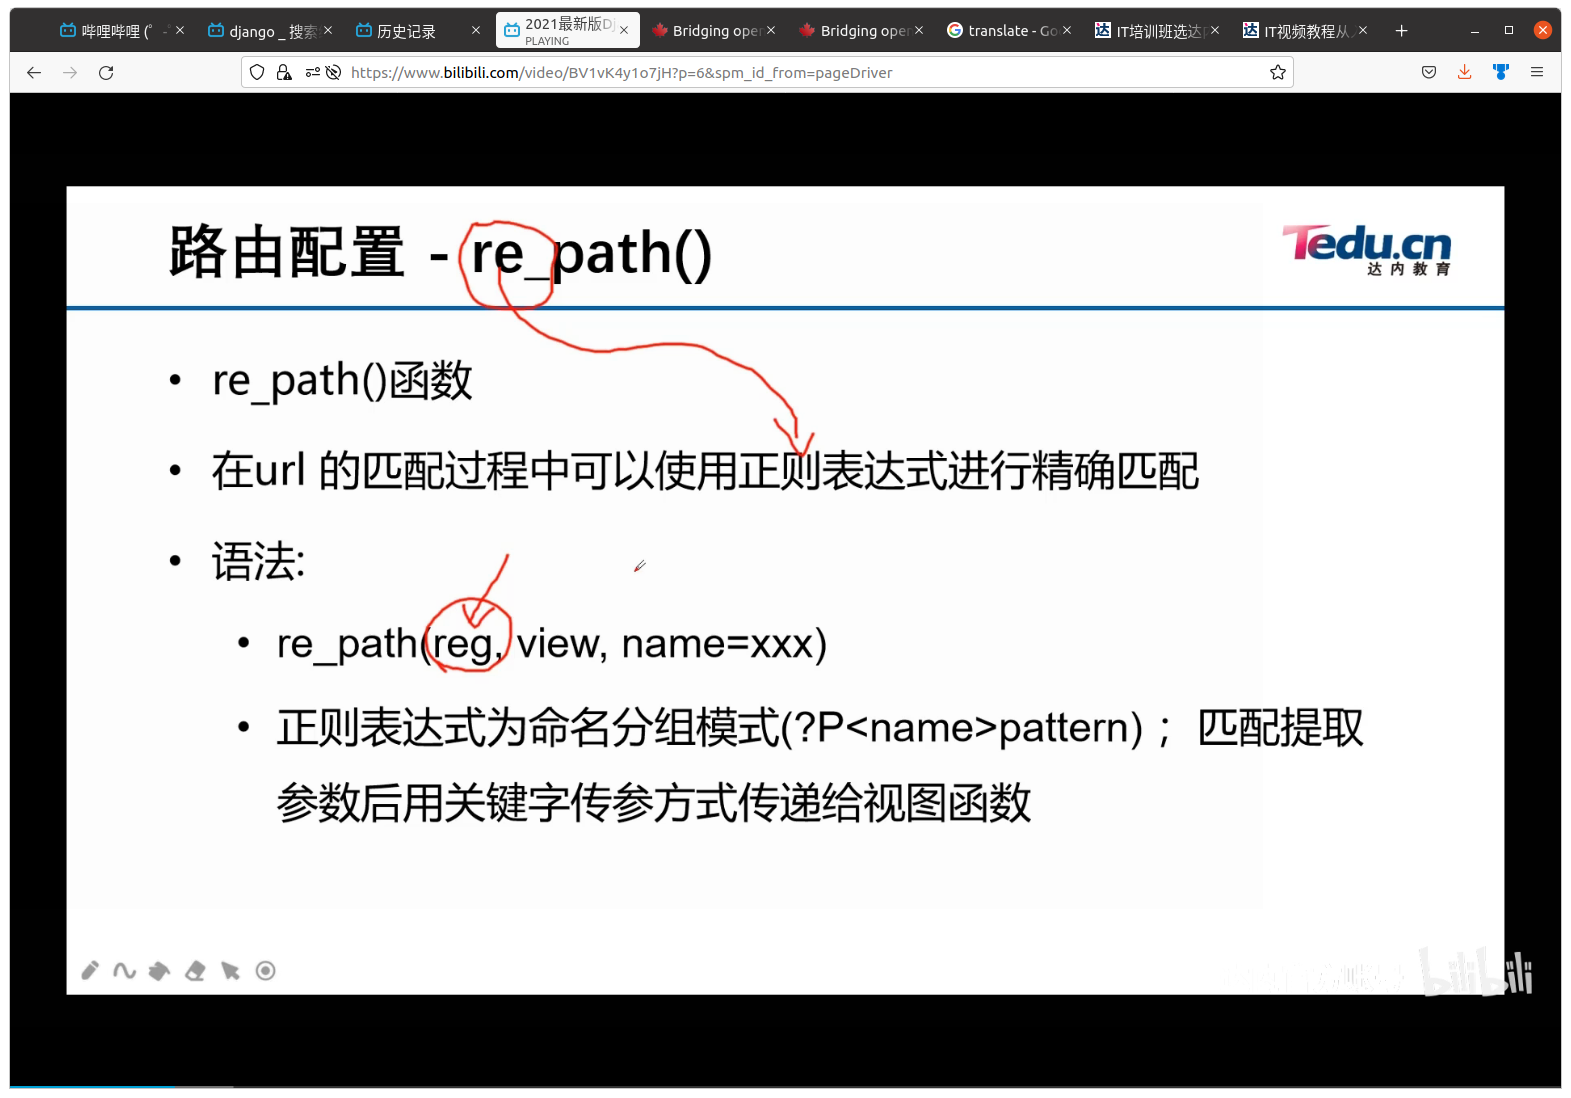 哔哩哔哩 (゜-゜
django _ 搜索
历史记录
2021最新版Dj
PLAYING
Bridging oper
Bridging oper
translate - Go
IT培训班选达内
IT视频教程从入
https://www.bilibili.com/video/BV1vK4y1o7jH?p=6&spm_id_from=pageDriver
路由配置 - re_path()
Tedu.cn
达内教育
• re_path()函数
• 在url 的匹配过程中可以使用正则表达式进行精确匹配
• 语法:
• re_path(reg, view, name=xxx)
• 正则表达式为命名分组模式(?P<name>pattern) ； 匹配提取
参数后用关键字传参方式传递给视图函数
bilibili